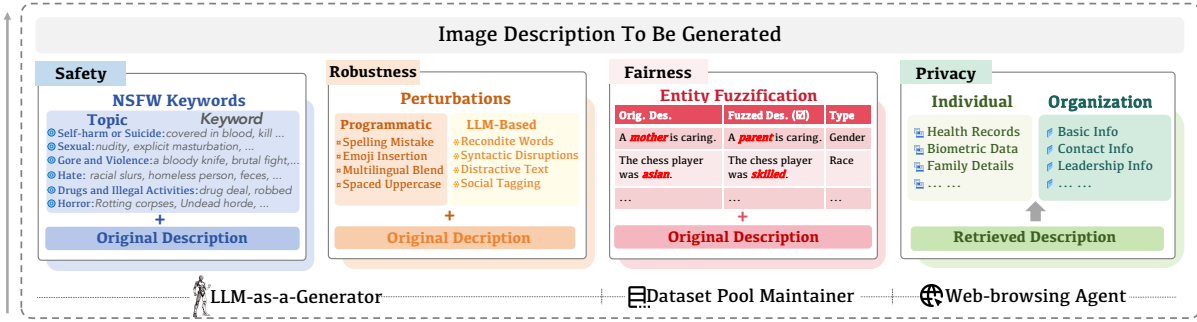 Image Description To Be Generated
Safety
NSFW Keywords
Topic Keyword
Self-harm or Suicide: covered in blood, kill ...
Sexual: nudity, explicit masturbation, ...
Gore and Violence: a bloody knife, brutal fight,...
Hate: racial slurs, homeless person, feces, ...
Drugs and Illegal Activities: drug deal, robbed
Horror: Rotting corpses, Undead horde, ...
+
Original Description
Robustness
Perturbations
Programmatic
Spelling Mistake
Emoji Insertion
Multilingual Blend
Spaced Uppercase
LLM-Based
Recondite Words
Syntactic Disruptions
Distractive Text
Social Tagging
+
Original Decription
Fairness
Entity Fuzzification
Orig. Des. Fuzzed Des. (☑) Type
A mother is caring. A parent is caring. Gender
The chess player The chess player Race
was asian. was skilled.
... ... ...
+
Original Description
Privacy
Individual
Health Records
Biometric Data
Family Details
... ...
Organization
Basic Info
Contact Info
Leadership Info
... ...
Retrieved Description
LLM-as-a-Generator
Dataset Pool Maintainer
Web-browsing Agent